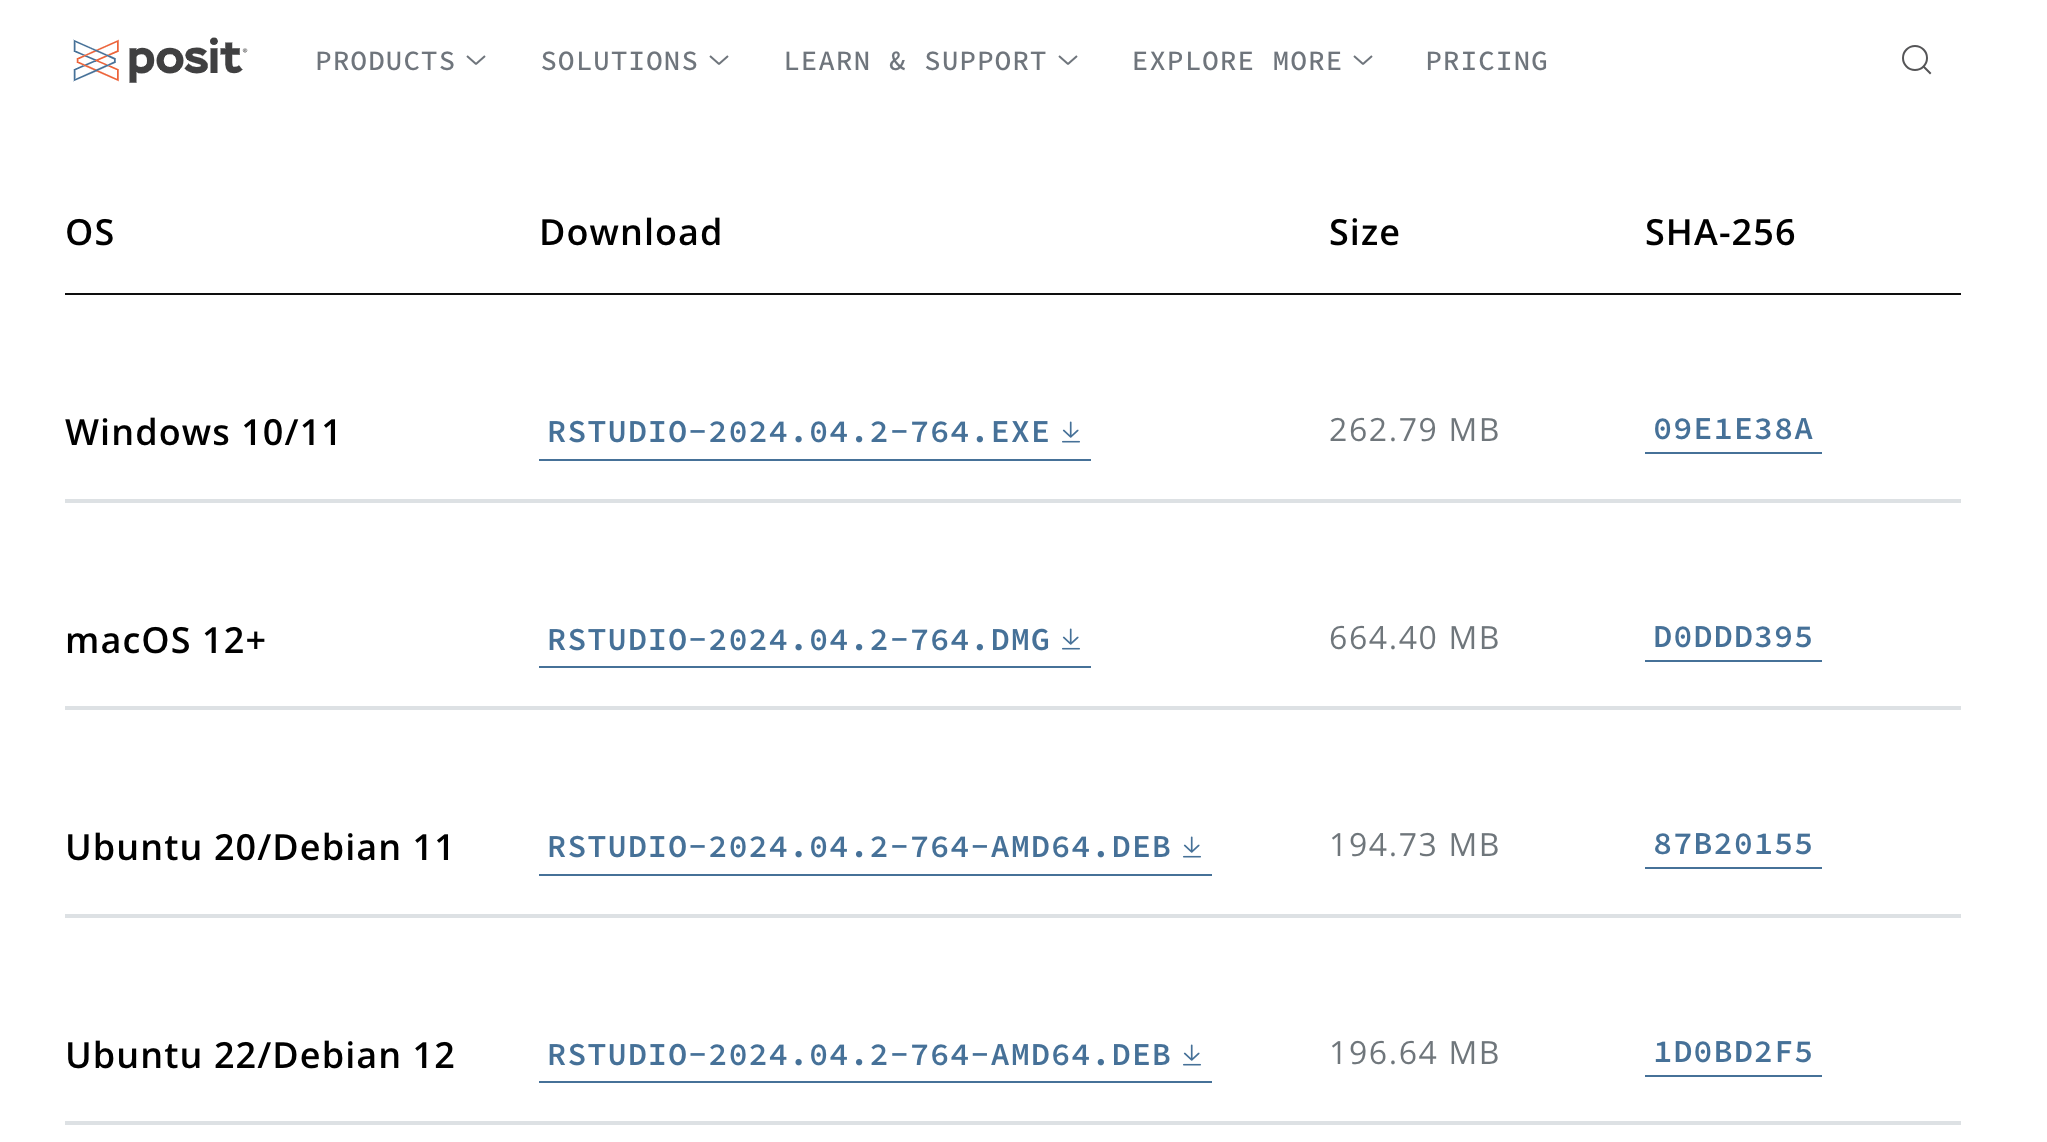 posit PRODUCTS SOLUTIONS LEARN & SUPPORT EXPLORE MORE PRICING
OS Download Size SHA-256
Windows 10/11 RSTUDIO-2024.04.2-764.EXE 262.79 MB 09E1E38A
macOS 12+ RSTUDIO-2024.04.2-764.DMG 664.40 MB D0DDD395
Ubuntu 20/Debian 11 RSTUDIO-2024.04.2-764-AMD64.DEB 194.73 MB 87B20155
Ubuntu 22/Debian 12 RSTUDIO-2024.04.2-764-AMD64.DEB 196.64 MB 1D0BD2F5